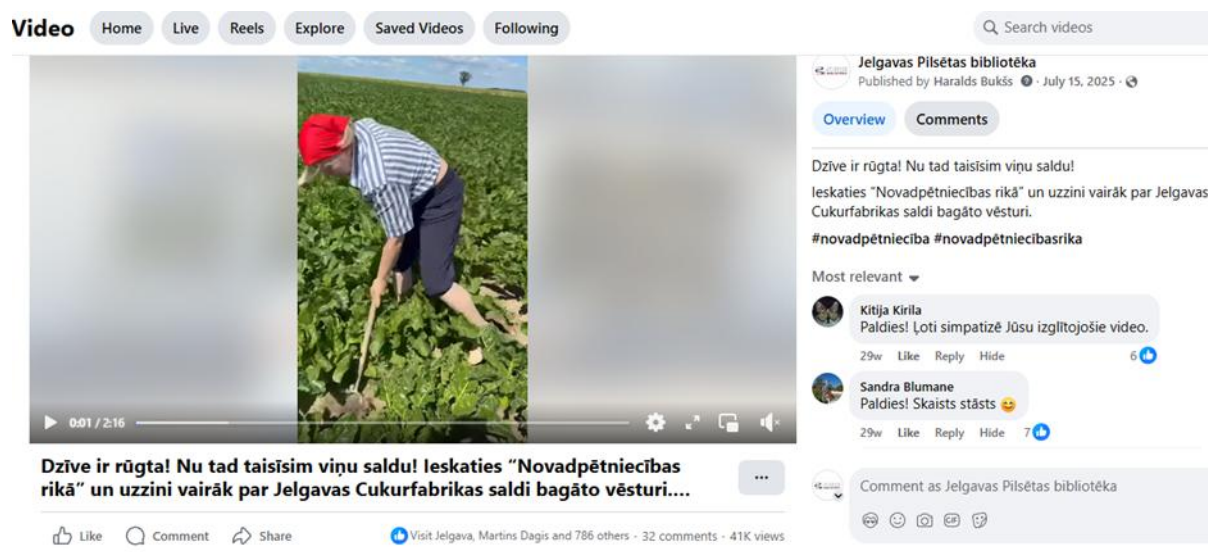 Video
Home
Live
Reels
Explore
Saved Videos
Following
Search videos
Jelgavas Pilsētas bibliotēka
Published by Haralds Bukšs · July 15, 2025 ·
Overview
Comments
Dzīve ir rūgta! Nu tad taisīsim viņu saldu!
Ieskaties “Novadpētniecības rikā” un uzzini vairāk par Jelgavas
Cukurfabrikas saldi bagāto vēsturi.
#novadpētniecība #novadpētniecībasrika
Most relevant
Kitija Kirila
Paldies! Ļoti simpatizē Jūsu izglītojošie video.
29w Like Reply Hide 6
Sandra Blumane
Paldies! Skaists stāsts 😊
29w Like Reply Hide 7
Comment as Jelgavas Pilsētas bibliotēka
GIF
0:01 / 2:16
Dzīve ir rūgta! Nu tad taisīsim viņu saldu! Ieskaties “Novadpētniecības
rikā” un uzzini vairāk par Jelgavas Cukurfabrikas saldi bagāto vēsturi....
Like
Comment
Share
Visit Jelgava, Martins Dagis and 786 others · 32 comments · 41K views